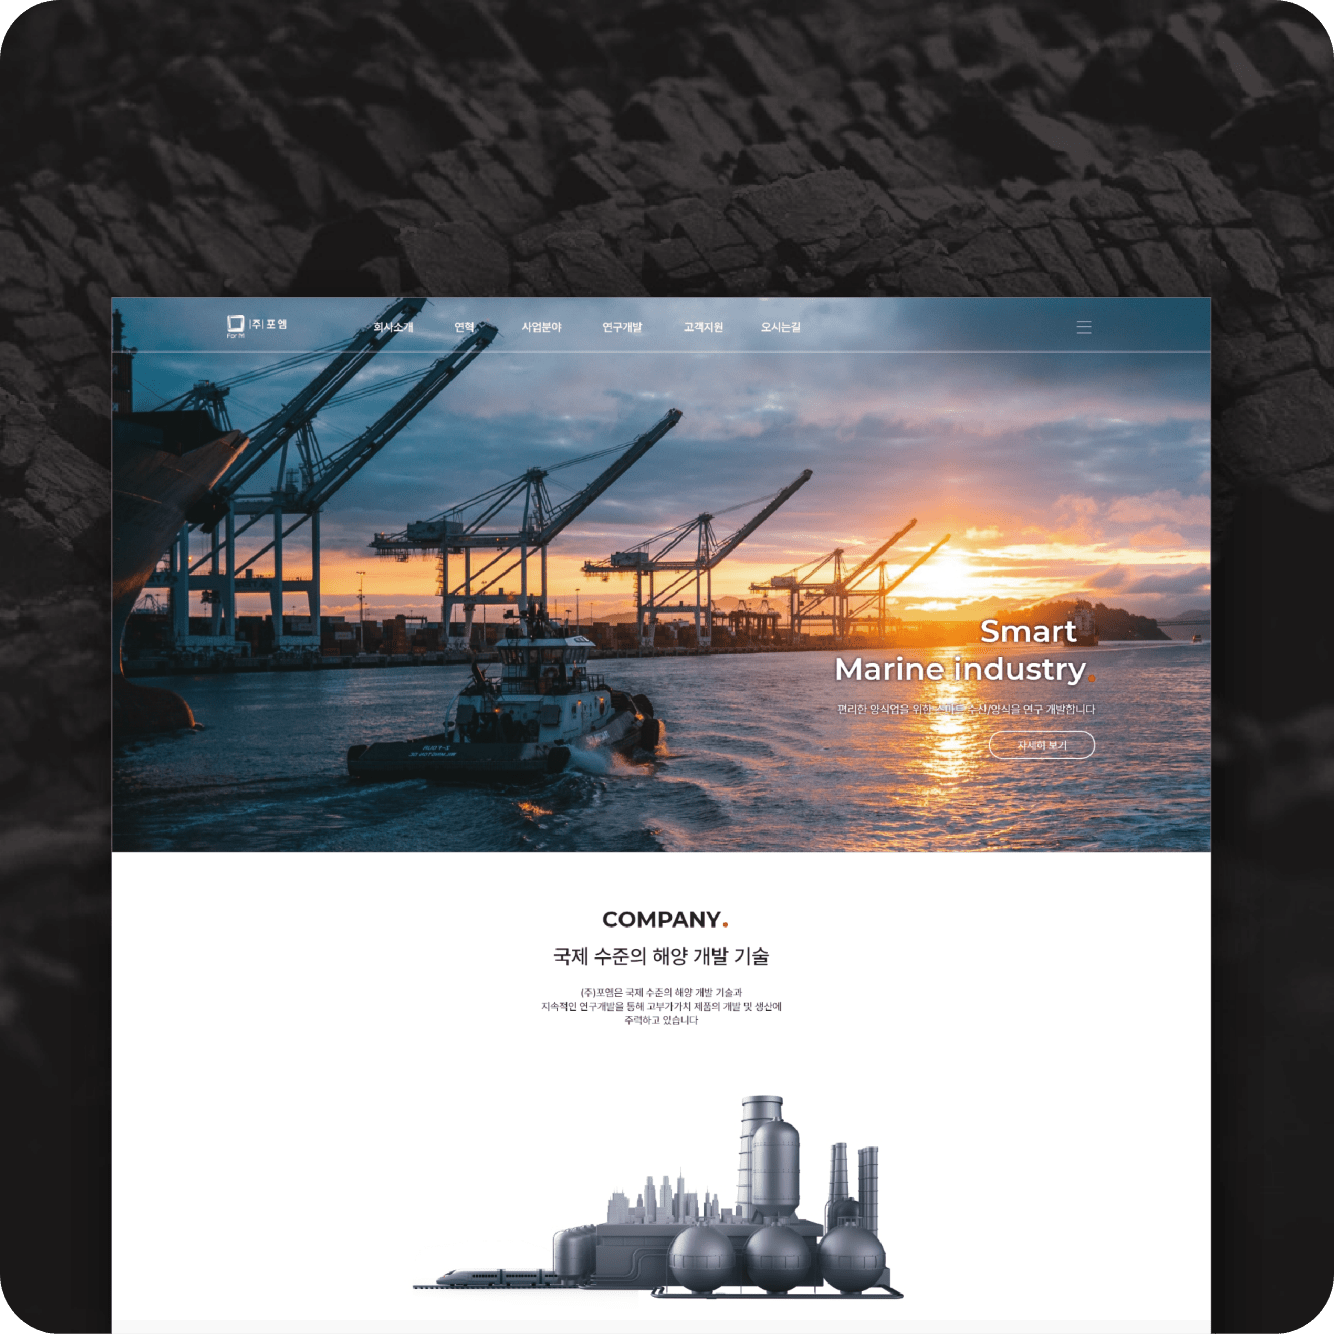 For M
(주)포엠
회사소개 연혁 사업분야 연구개발 고객지원 오시는길
Smart
Marine industry.
편리한 양식업을 위한 스마트 수산/양식을 연구 개발합니다
자세히 보기
COMPANY.
국제 수준의 해양 개발 기술
(주)포엠은 국제 수준의 해양 개발 기술과
지속적인 연구개발을 통해 고부가가치 제품의 개발 및 생산에
주력하고 있습니다